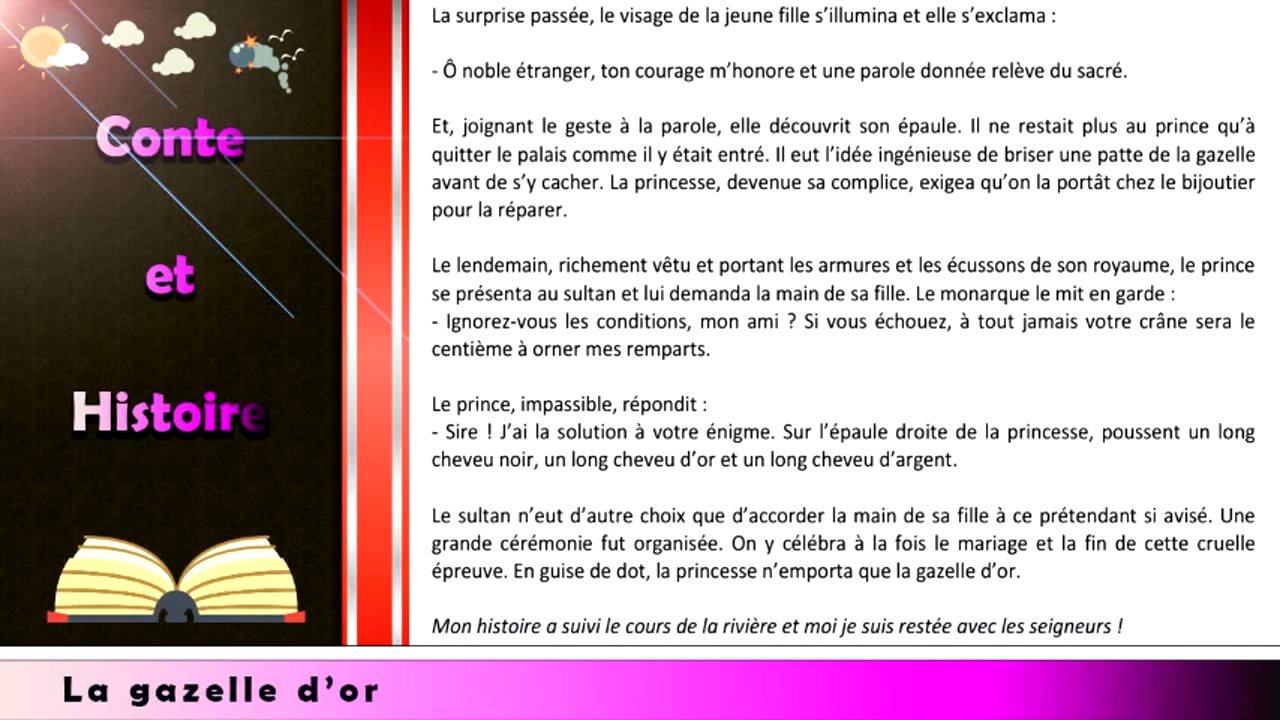 Conte
et
Histoire
La surprise passée, le visage de la jeune fille s’illumina et elle s’exclama :
- Ô noble étranger, ton courage m’honore et une parole donnée relève du sacré.
Et, joignant le geste à la parole, elle découvrit son épaule. Il ne restait plus au prince qu’à
quitter le palais comme il y était entré. Il eut l’idée ingénieuse de briser une patte de la gazelle
avant de s’y cacher. La princesse, devenue sa complice, exigea qu’on la portât chez le bijoutier
pour la réparer.
Le lendemain, richement vêtu et portant les armures et les écussons de son royaume, le prince
se présenta au sultan et lui demanda la main de sa fille. Le monarque le mit en garde :
- Ignorez-vous les conditions, mon ami ? Si vous échouez, à tout jamais votre crâne sera le
centième à orner mes remparts.
Le prince, impassible, répondit :
- Sire ! J’ai la solution à votre énigme. Sur l’épaule droite de la princesse, poussent un long
cheveu noir, un long cheveu d’or et un long cheveu d’argent.
Le sultan n’eut d’autre choix que d’accorder la main de sa fille à ce prétendant si avisé. Une
grande cérémonie fut organisée. On y célébra à la fois le mariage et la fin de cette cruelle
épreuve. En guise de dot, la princesse n’emporta que la gazelle d’or.
Mon histoire a suivi le cours de la rivière et moi je suis restée avec les seigneurs !
La gazelle d’or